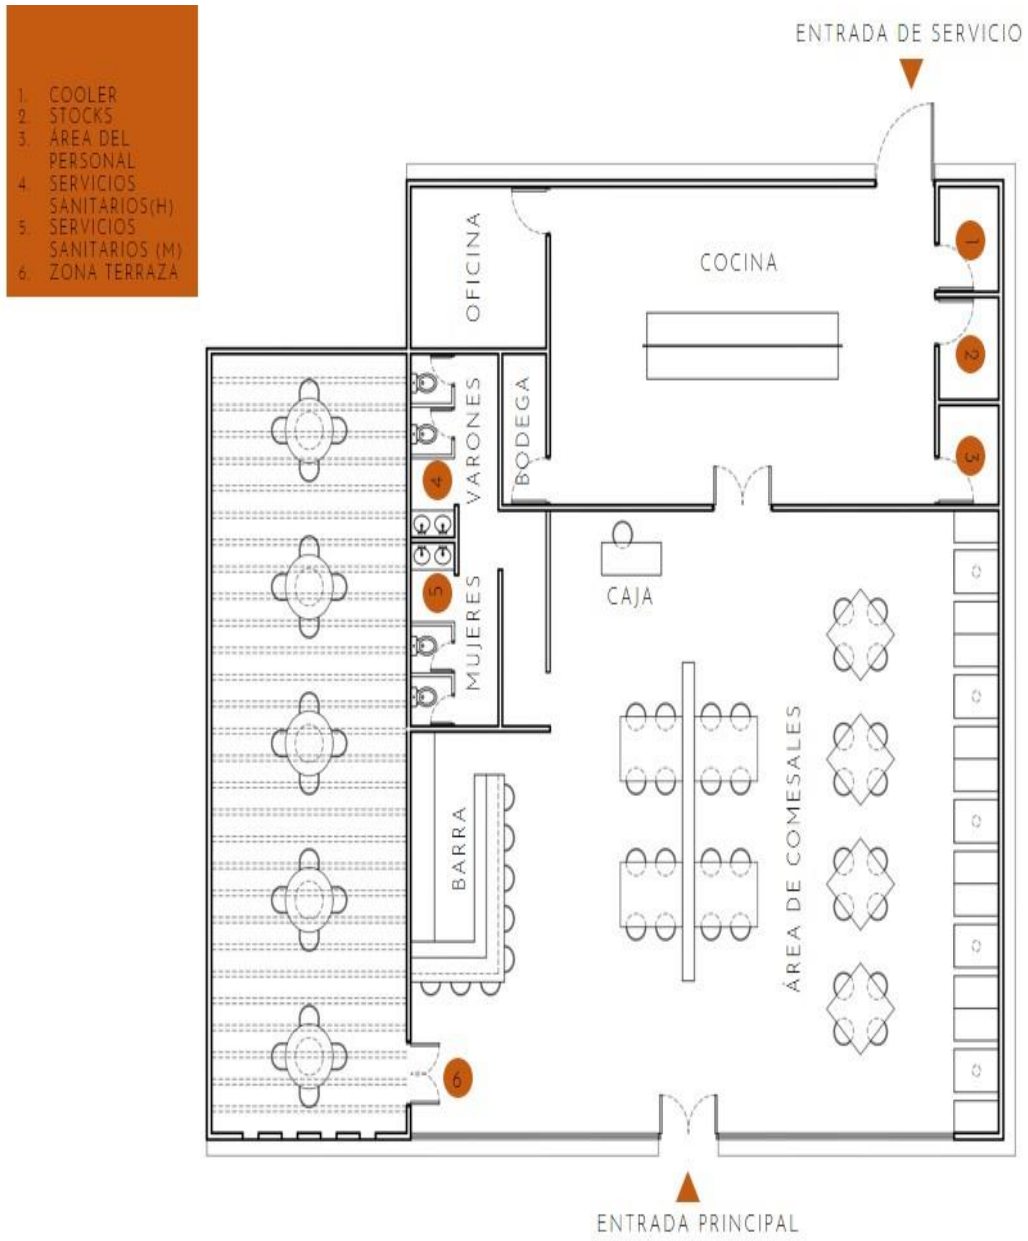 ENTRADA DE SERVICIO
1. COOLER
2. STOCKS
3. ÁREA DEL
PERSONAL
4. SERVICIOS
SANITARIOS(H)
5. SERVICIOS
SANITARIOS (M)
6. ZONA TERRAZA
OFICINA
COCINA
1
2
3
VARONES
BODEGA
4
5
MUJERES
CAJA
BARRA
ÁREA DE COMESALES
6
ENTRADA PRINCIPAL